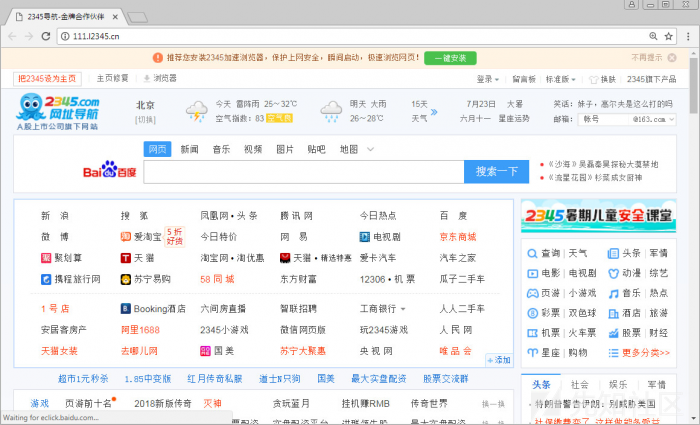 2345导航-金牌合作伙伴
111.l2345.cn
推荐您安装2345加速浏览器，保护上网安全，瞬间启动，极速浏览网页！ 一键安装 不再提示
把2345设为主页 主页修复 浏览器 登录 留言板 标准版 换肤 2345旗下产品
2345.com 网址导航 A股上市公司旗下网站
北京 [切换] 今天 雷阵雨 25～32℃ 明天 大雨 15天 7月23日 大暑 笑话：妹子，高尔夫是这么打的吗
空气指数：83 26～28℃ 天气 六月十一 星座运势 邮箱： 帐号 @163.com
网页 新闻 音乐 视频 图片 贴吧 地图
Bai du 百度 搜索一下
《沙海》吴磊秦昊探秘大漠禁地
《流星花园》杉菜成女厨神
新 浪 搜 狐 凤凰网•头 条 腾 讯 网 今日热点 百 度
微 博 爱淘宝 5折好货 今日特价 网 易 电视剧 京东商城
聚划算 天 猫 淘宝网•淘优惠 天猫•精选特惠 爱卡汽车 汽车之家
携程旅行网 苏宁易购 58 同 城 东方财富 12306•机 票 瓜子二手车
1 号 店 Booking酒店 六间房直播 智联招聘 工商银行 人人二手车
安居客房产 阿里1688 2345小游戏 微信网页版 玩2345游戏 人 民 网
天猫女装 去哪儿网 国 美 苏宁大聚惠 央 视 网 唯 品 会
+添加
超市1元秒杀 1.85中变版 红月传奇私服 道士N只狗 国美 最大实盘配资 股票交流群
游戏 页游前十名 2018新版传奇 灭神 贪玩蓝月 挂机赚RMB 传奇世界 换一换
2345暑期儿童安全课堂
查询 天气 头条 军情
电影 电视剧 动漫 综艺
页游 小游戏 音乐 热点
彩票 双色球 酒店 旅游
机票 火车票 股票 财经
星座 购物 更多分类>>
头条 社会 娱乐 军情
特朗普警告伊朗：别威胁美国
Waiting for eclick.baidu.com...